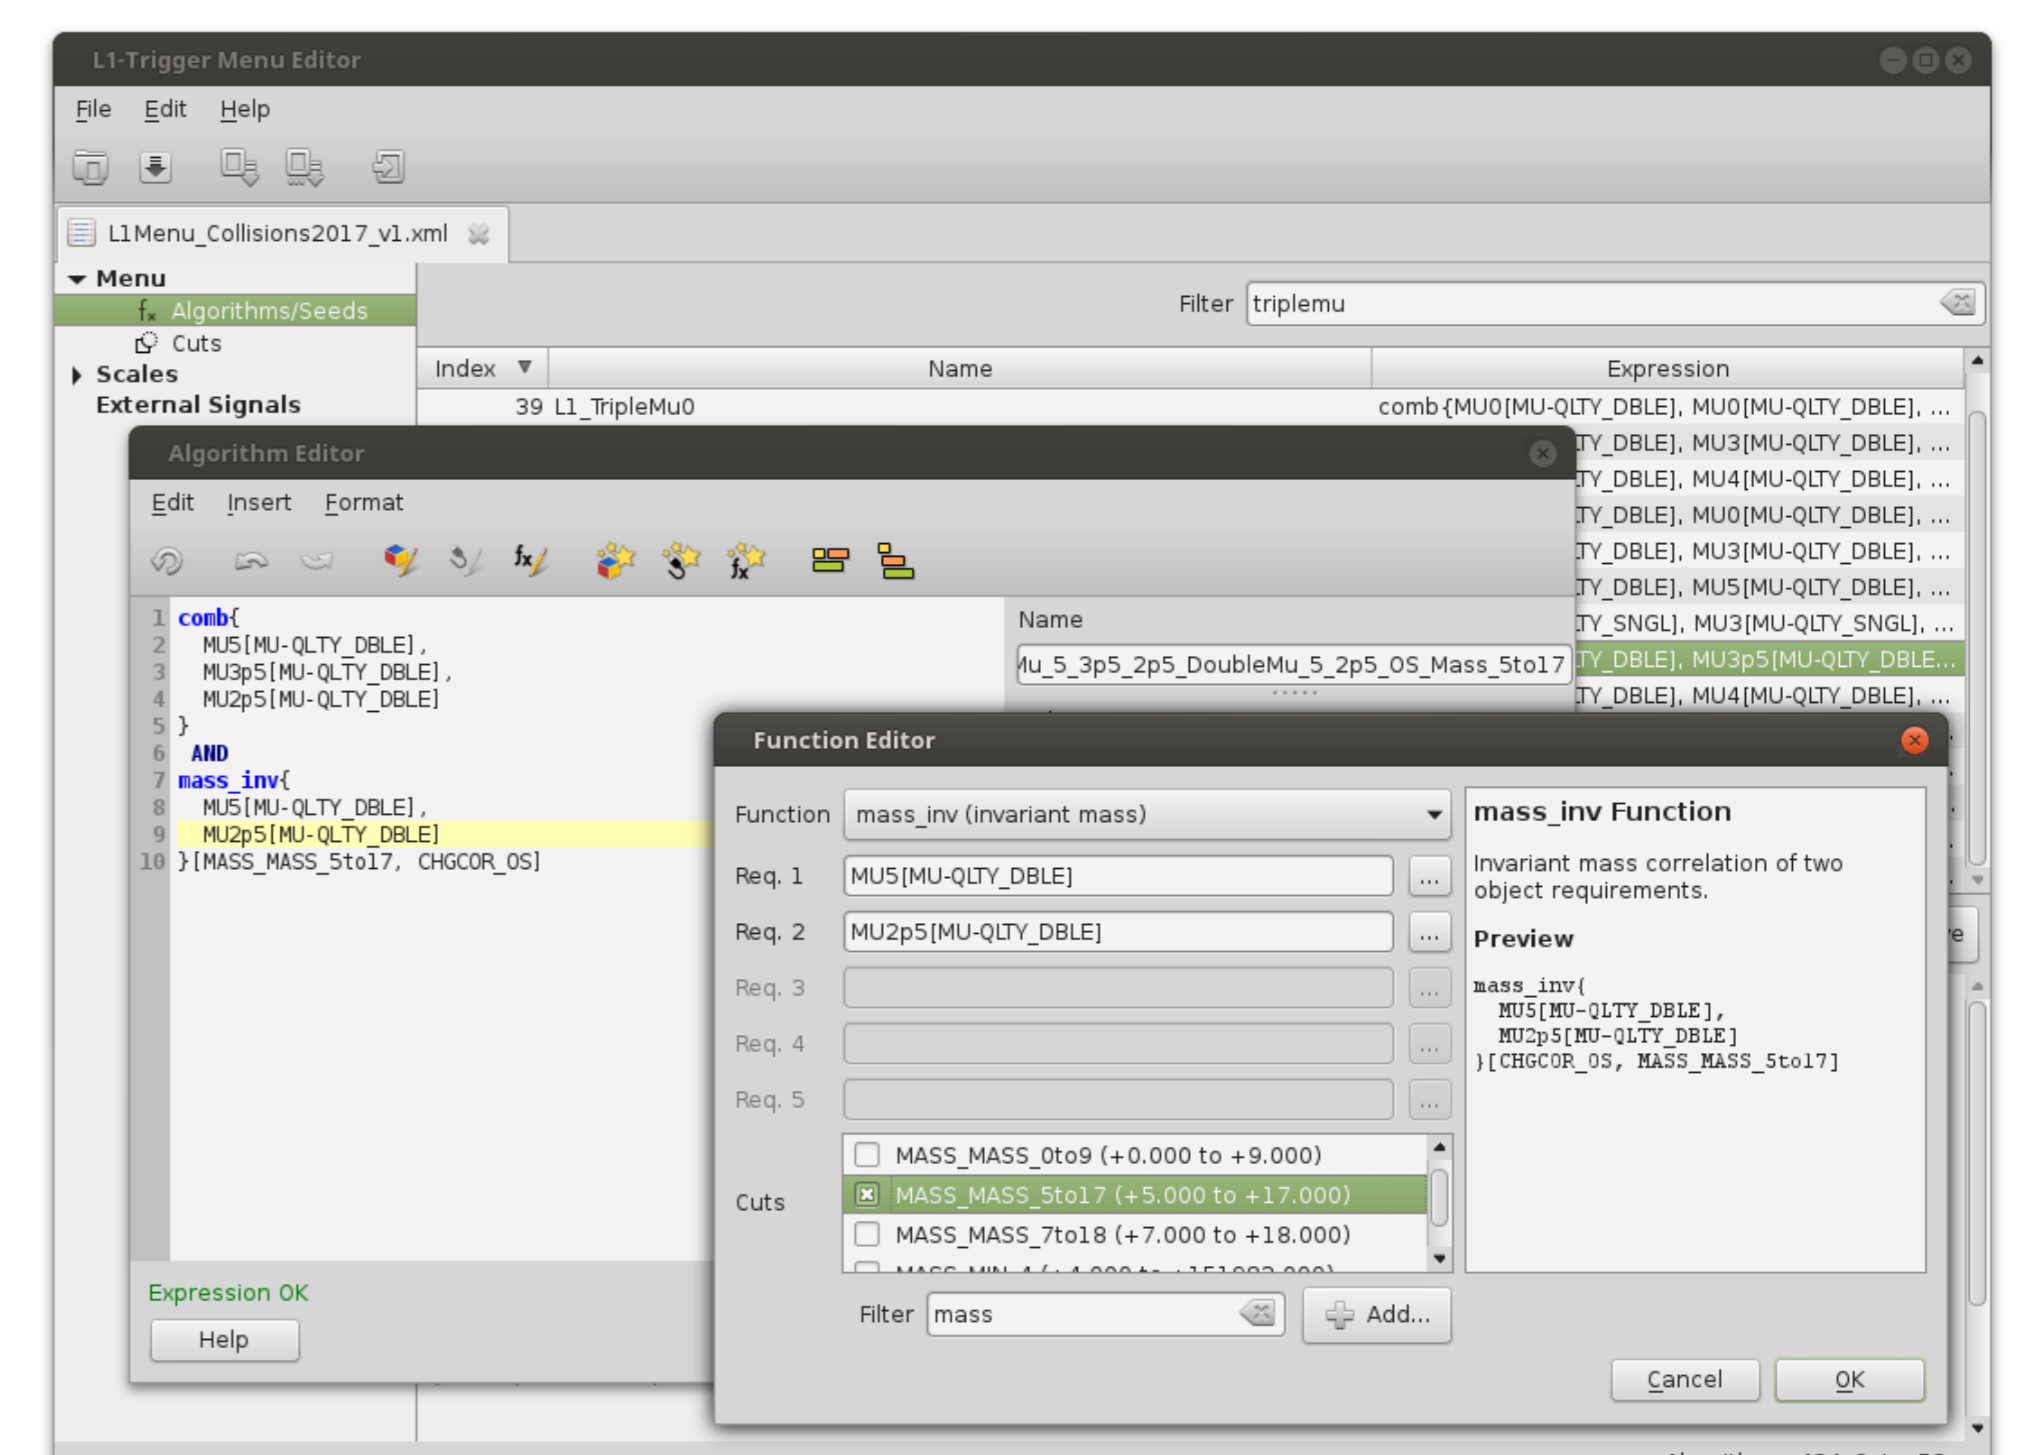 L1-Trigger Menu Editor
File Edit Help
L1Menu_Collisions2017_v1.xml
Menu
Algorithms/Seeds
Cuts
Scales
External Signals
Filter triplemu
Index Name Expression
39 L1_TripleMu0 comb{MU0[MU-QLTY_DBLE], MU0[MU-QLTY_DBLE], ...
TY_DBLE], MU3[MU-QLTY_DBLE], ...
TY_DBLE], MU4[MU-QLTY_DBLE], ...
TY_DBLE], MU0[MU-QLTY_DBLE], ...
TY_DBLE], MU3[MU-QLTY_DBLE], ...
TY_DBLE], MU5[MU-QLTY_DBLE], ...
TY_SNGL], MU3[MU-QLTY_SNGL], ...
TY_DBLE], MU3p5[MU-QLTY_DBLE...
TY_DBLE], MU4[MU-QLTY_DBLE], ...
Algorithm Editor
Edit Insert Format
1 comb{
2 MU5[MU-QLTY_DBLE],
3 MU3p5[MU-QLTY_DBLE],
4 MU2p5[MU-QLTY_DBLE]
5 }
6 AND
7 mass_inv{
8 MU5[MU-QLTY_DBLE],
9 MU2p5[MU-QLTY_DBLE]
10 }[MASS_MASS_5to17, CHGCOR_OS]
Name
Mu_5_3p5_2p5_DoubleMu_5_2p5_OS_Mass_5to17
Expression OK
Help
Function Editor
Function mass_inv (invariant mass)
Req. 1 MU5[MU-QLTY_DBLE] ...
Req. 2 MU2p5[MU-QLTY_DBLE] ...
Req. 3 ...
Req. 4 ...
Req. 5 ...
Cuts
MASS_MASS_0to9 (+0.000 to +9.000)
MASS_MASS_5to17 (+5.000 to +17.000)
MASS_MASS_7to18 (+7.000 to +18.000)
Filter mass
Add...
mass_inv Function
Invariant mass correlation of two
object requirements.
Preview
mass_inv{
MU5[MU-QLTY_DBLE],
MU2p5[MU-QLTY_DBLE]
}[CHGCOR_OS, MASS_MASS_5to17]
Cancel OK